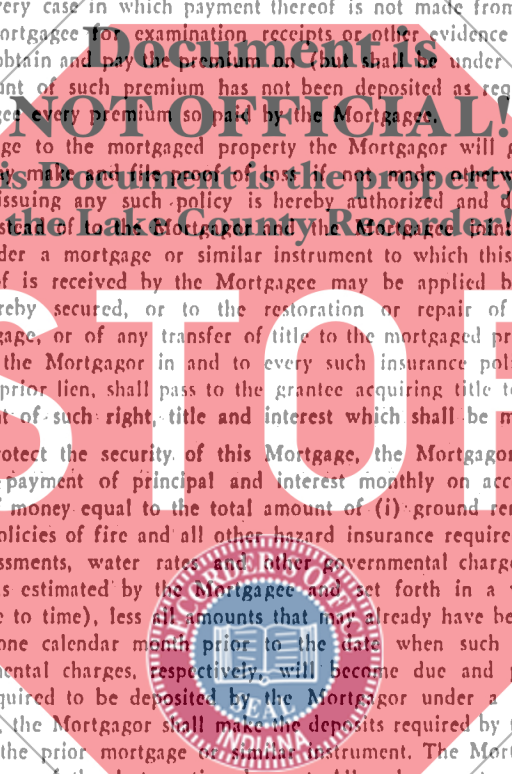 very case in which payment thereof is not made from
ortgagee for examination receipts or other evidence
Document is
obtain and pay the premium on (but shall be under
unt of such premium has not been deposited as req
NOT OFFICIAL!
gee every premium so paid by the Mortgagee.
ge to the mortgaged property the Mortgagor will g
is Document is the property
ay make and file proof of loss if not made otherw
issuing any such policy is hereby authorized and d
the Lake County Recorder!
stead of to the Mortgagor and the Mortgagee joint
der a mortgage or similar instrument to which this
of is received by the Mortgagee may be applied b
reby secured, or to the restoration or repair of
STOP
gage, or of any transfer of title to the mortgaged pr
the Mortgagor in and to every such insurance poli
prior lien, shall pass to the grantee acquiring title t
t of such right, title and interest which shall be m
otect the security of this Mortgage, the Mortgagor
payment of principal and interest monthly on acc
f money equal to the total amount of (i) ground ren
olicies of fire and all other hazard insurance require
ssments, water rates and other governmental charge
RECORDER'S OFFICE
s estimated by the Mortgagee and set forth in a
e to time), less all amounts that may already have be
one calendar month prior to the date when such
ental charges, respectively, will become due and
quired to be deposited by the Mortgagor under a
SEAL
, the Mortgagor shall make the deposits required by
INDIANA
the prior mortgage or similar instrument. The Mort